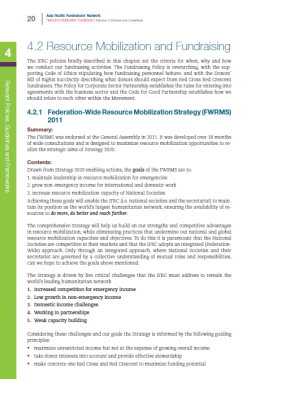 20
Asia Pacific Fundraisers' Network
RESOURCE FUNDRAISING HANDBOOK
4
Relevant Policies, Guidelines and Frameworks
4.2 Resource Mobilization and Fundraising
The IFRC policies briefly described in this chapter set the criteria for when, why and how
we conduct our fundraising activities. The Fundraising Policy is overarching, with the sup-
porting Code of Ethics stipulating how fundraising personnel behave, and with the Donors'
Bill of Rights succinctly describing what donors should expect from Red Cross Red Crescent
fundraisers. The Policy for Corporate Sector Partnership establishes the rules for entering into
agreements with the business sector and the Code for Good Partnership establishes how we
should relate to each other within the Movement.
4.2.1 Federation-Wide Resource Mobilization Strategy (FWRMS)
2011
Summary:
The FWRMS was endorsed at the General Assembly in 2011. It was developed over 18 months
of wide consultations and is designed to maximize resource mobilization opportunities to re-
alize the strategic aims of Strategy 2020.
Contents:
Drawn from Strategy 2020 enabling actions, the goals of the FWRMS are to:
1. maintain leadership in resource mobilization for emergencies
2. grow non-emergency income for international and domestic work
3. increase resource mobilization capacity of National Societies
Achieving these goals will enable the IFRC (i.e. national societies and the secretariat) to main-
tain its position as the world's largest humanitarian network, ensuring the availability of re-
sources to do more, do better and reach further.
The comprehensive Strategy will help us build on our strengths and competitive advantages
in resource mobilization, while eliminating practices that undermine our national and global
resource mobilization capacities and objectives. To do this it is paramount that the National
Societies are competitive in their markets and that the IFRC adopts an integrated (Federation-
Wide) approach. Only through an integrated approach, where National Societies and their
secretariat are governed by a collective understanding of mutual roles and responsibilities,
can we hope to achieve the goals above mentioned.
The Strategy is driven by five critical challenges that the IFRC must address to remain the
world's leading humanitarian network
1. Increased competition for emergency income
2. Low growth in non-emergency income
3. Domestic income challenges
4. Working in partnerships
5. Weak capacity building
Considering these challenges and our goals the Strategy is informed by the following guiding
principles:
• maximize unrestricted income but not at the expense of growing overall income
• take donor interests into account and provide effective stewardship
• make concrete one Red Cross and Red Crescent to maximize funding potential